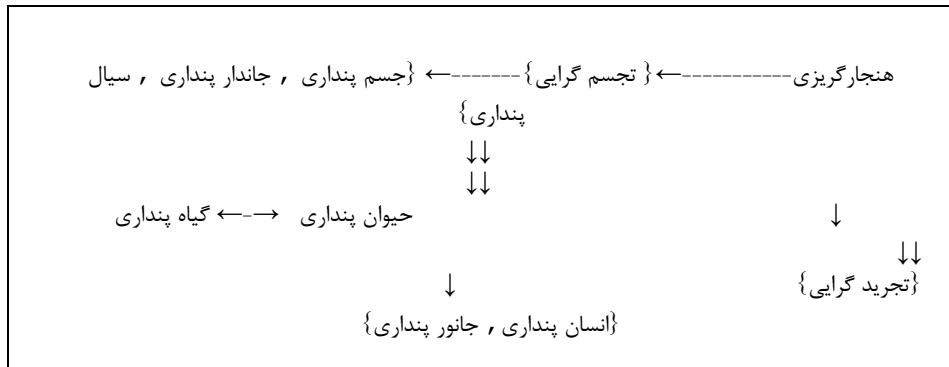 هنجارگریزی------------←{ تجسم گرایی}-------← {جسم پنداری , جاندار پنداری , سیال
پنداری}
↓↓
↓↓
↓ حیوان پنداری →-← گیاه پنداری
↓↓
{تجرید گرایی}
↓
{انسان پنداری , جانور پنداری}